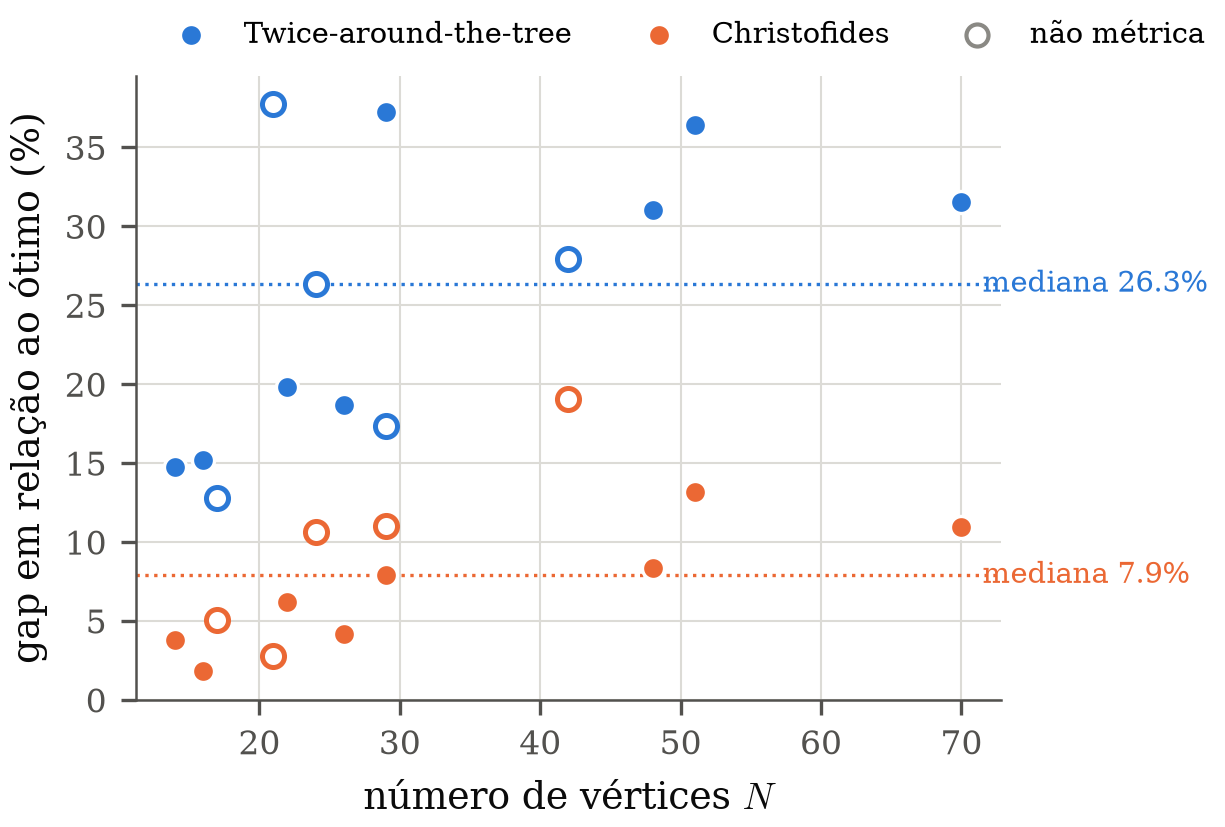 Twice-around-the-tree Christofides não métrica
gap em relação ao ótimo (%)
35
30
25
20
15
10
5
0
mediana 26.3%
mediana 7.9%
20 30 40 50 60 70
número de vértices N